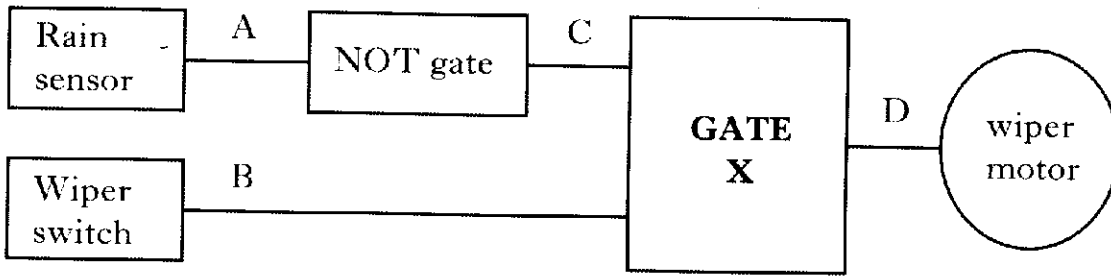 Rain
sensor
A
NOT gate
C
GATE
X
D
wiper
motor
Wiper
switch
B